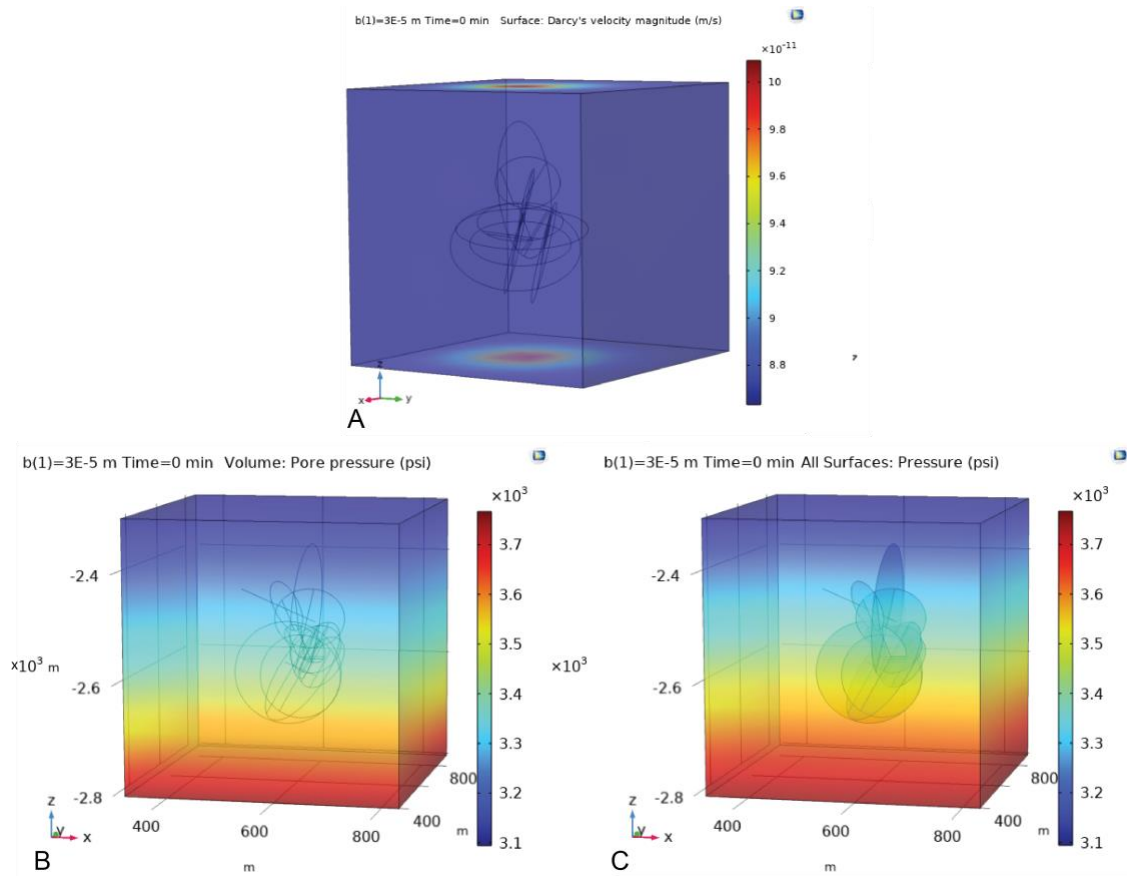 b(1)=3E-5 m Time=0 min Surface: Darcy's velocity magnitude (m/s)
×10⁻¹¹
10
9.8
9.6
9.4
9.2
9
8.8
z
x
y
A
b(1)=3E-5 m Time=0 min Volume: Pore pressure (psi)
×10³
3.7
3.6
3.5
3.4
3.3
3.2
3.1
-2.4
×10³ m
-2.6
-2.8
400
600
800
m
400
800
m
z
y
x
B
b(1)=3E-5 m Time=0 min All Surfaces: Pressure (psi)
×10³
3.7
3.6
3.5
3.4
3.3
3.2
3.1
-2.4
×10³
-2.6
-2.8
400
600
800
m
400
800
m
z
y
x
C